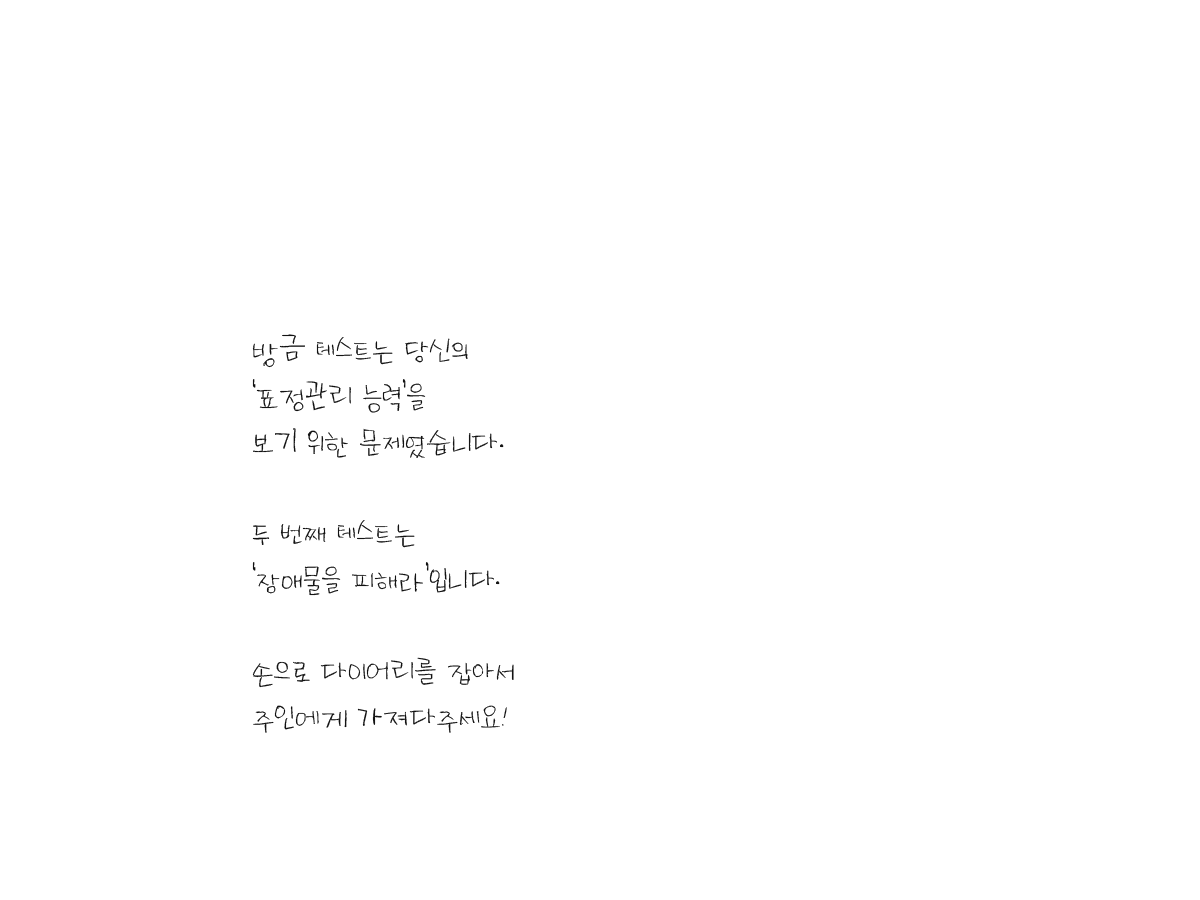 방금 테스트는 당신의
'표정관리 능력'을
보기 위한 문제였습니다.
두 번째 테스트는
'장애물을 피해라'입니다.
손으로 다이어리를 잡아서
주인에게 가져다주세요!